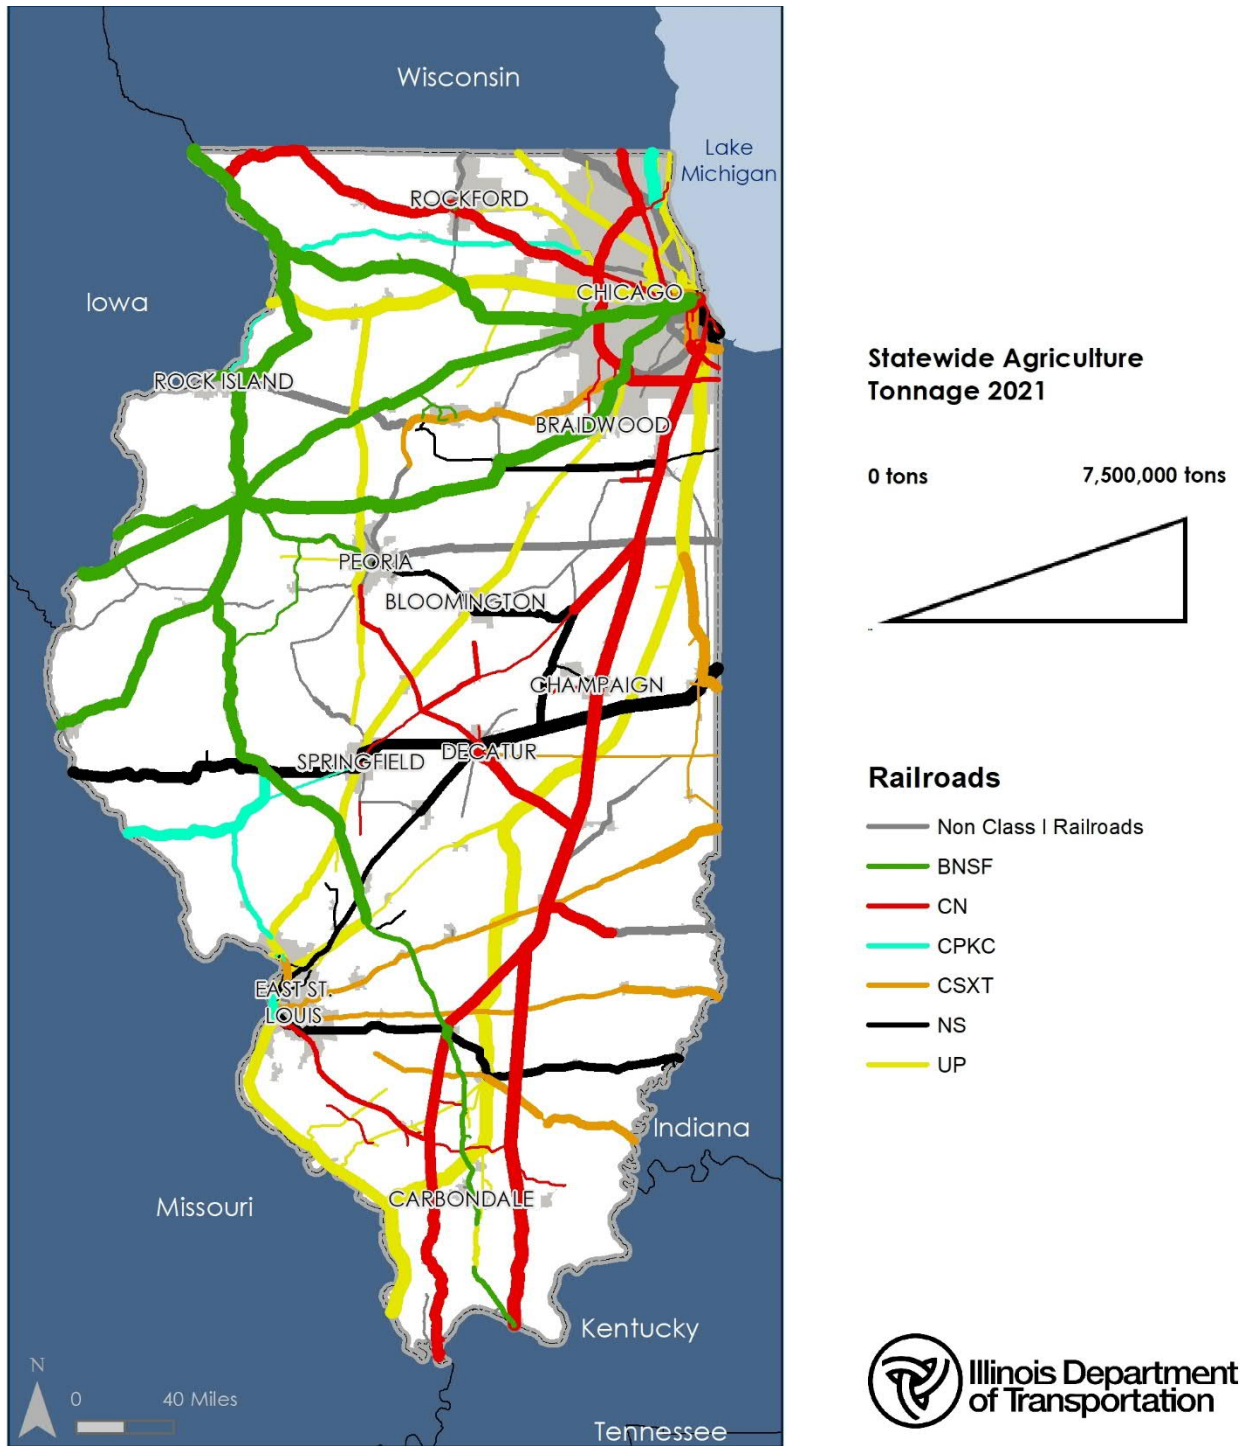 Wisconsin
Lake
Michigan
ROCKFORD
Iowa
CHICAGO
ROCK ISLAND
BRAIDWOOD
PEORIA
BLOOMINGTON
CHAMPAIGN
DECATUR
SPRINGFIELD
EAST ST.
LOUIS
Indiana
Missouri
CARBONDALE
Kentucky
Tennessee
N
0 40 Miles
Statewide Agriculture
Tonnage 2021
0 tons 7,500,000 tons
Railroads
Non Class I Railroads
BNSF
CN
CPKC
CSXT
NS
UP
Illinois Department
of Transportation